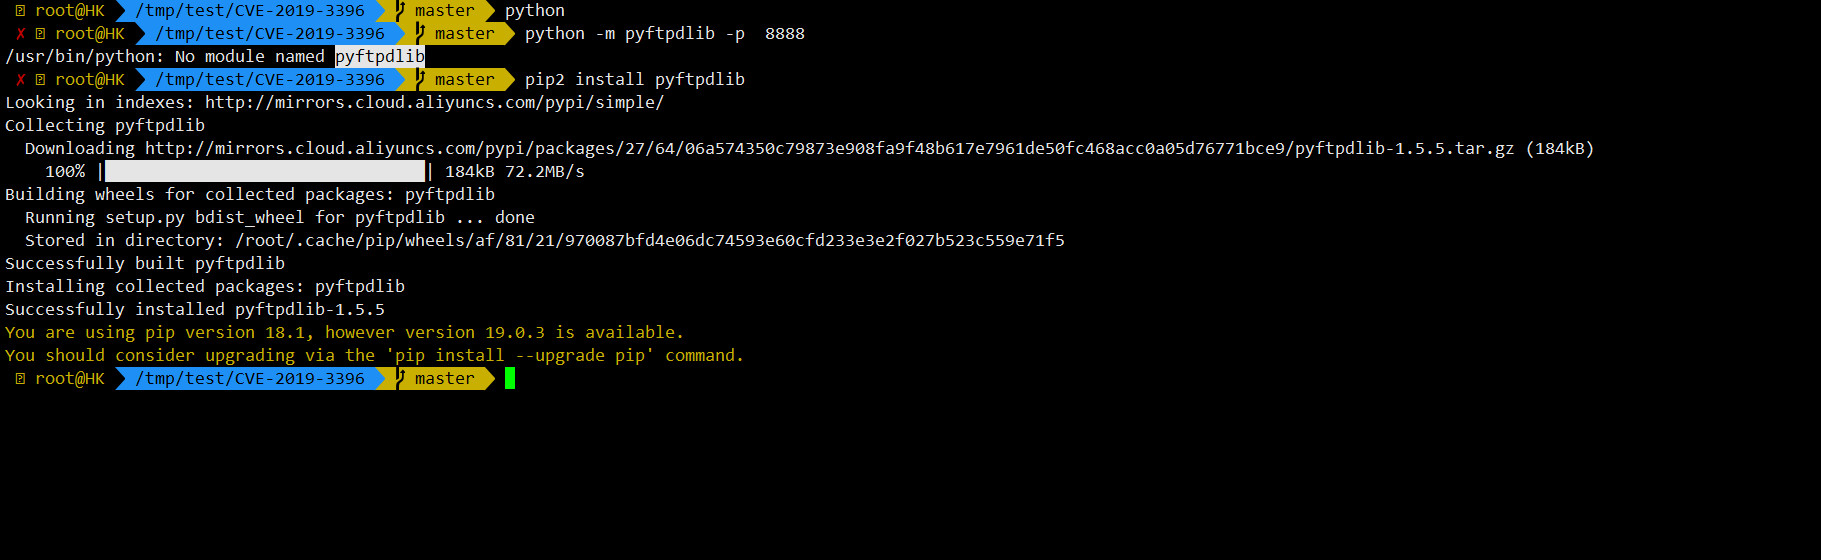 root@HK /tmp/test/CVE-2019-3396 master python
✗ root@HK /tmp/test/CVE-2019-3396 master python -m pyftpdlib -p  8888
/usr/bin/python: No module named pyftpdlib
✗ root@HK /tmp/test/CVE-2019-3396 master pip2 install pyftpdlib
Looking in indexes: http://mirrors.cloud.aliyuncs.com/pypi/simple/
Collecting pyftpdlib
  Downloading http://mirrors.cloud.aliyuncs.com/pypi/packages/27/64/06a574350c79873e908fa9f48b617e7961de50fc468acc0a05d76771bce9/pyftpdlib-1.5.5.tar.gz (184kB)
    100% |████████████████████████████████| 184kB 72.2MB/s
Building wheels for collected packages: pyftpdlib
  Running setup.py bdist_wheel for pyftpdlib ... done
  Stored in directory: /root/.cache/pip/wheels/af/81/21/970087bfd4e06dc74593e60cfd233e3e2f027b523c559e71f5
Successfully built pyftpdlib
Installing collected packages: pyftpdlib
Successfully installed pyftpdlib-1.5.5
You are using pip version 18.1, however version 19.0.3 is available.
You should consider upgrading via the 'pip install --upgrade pip' command.
root@HK /tmp/test/CVE-2019-3396 master